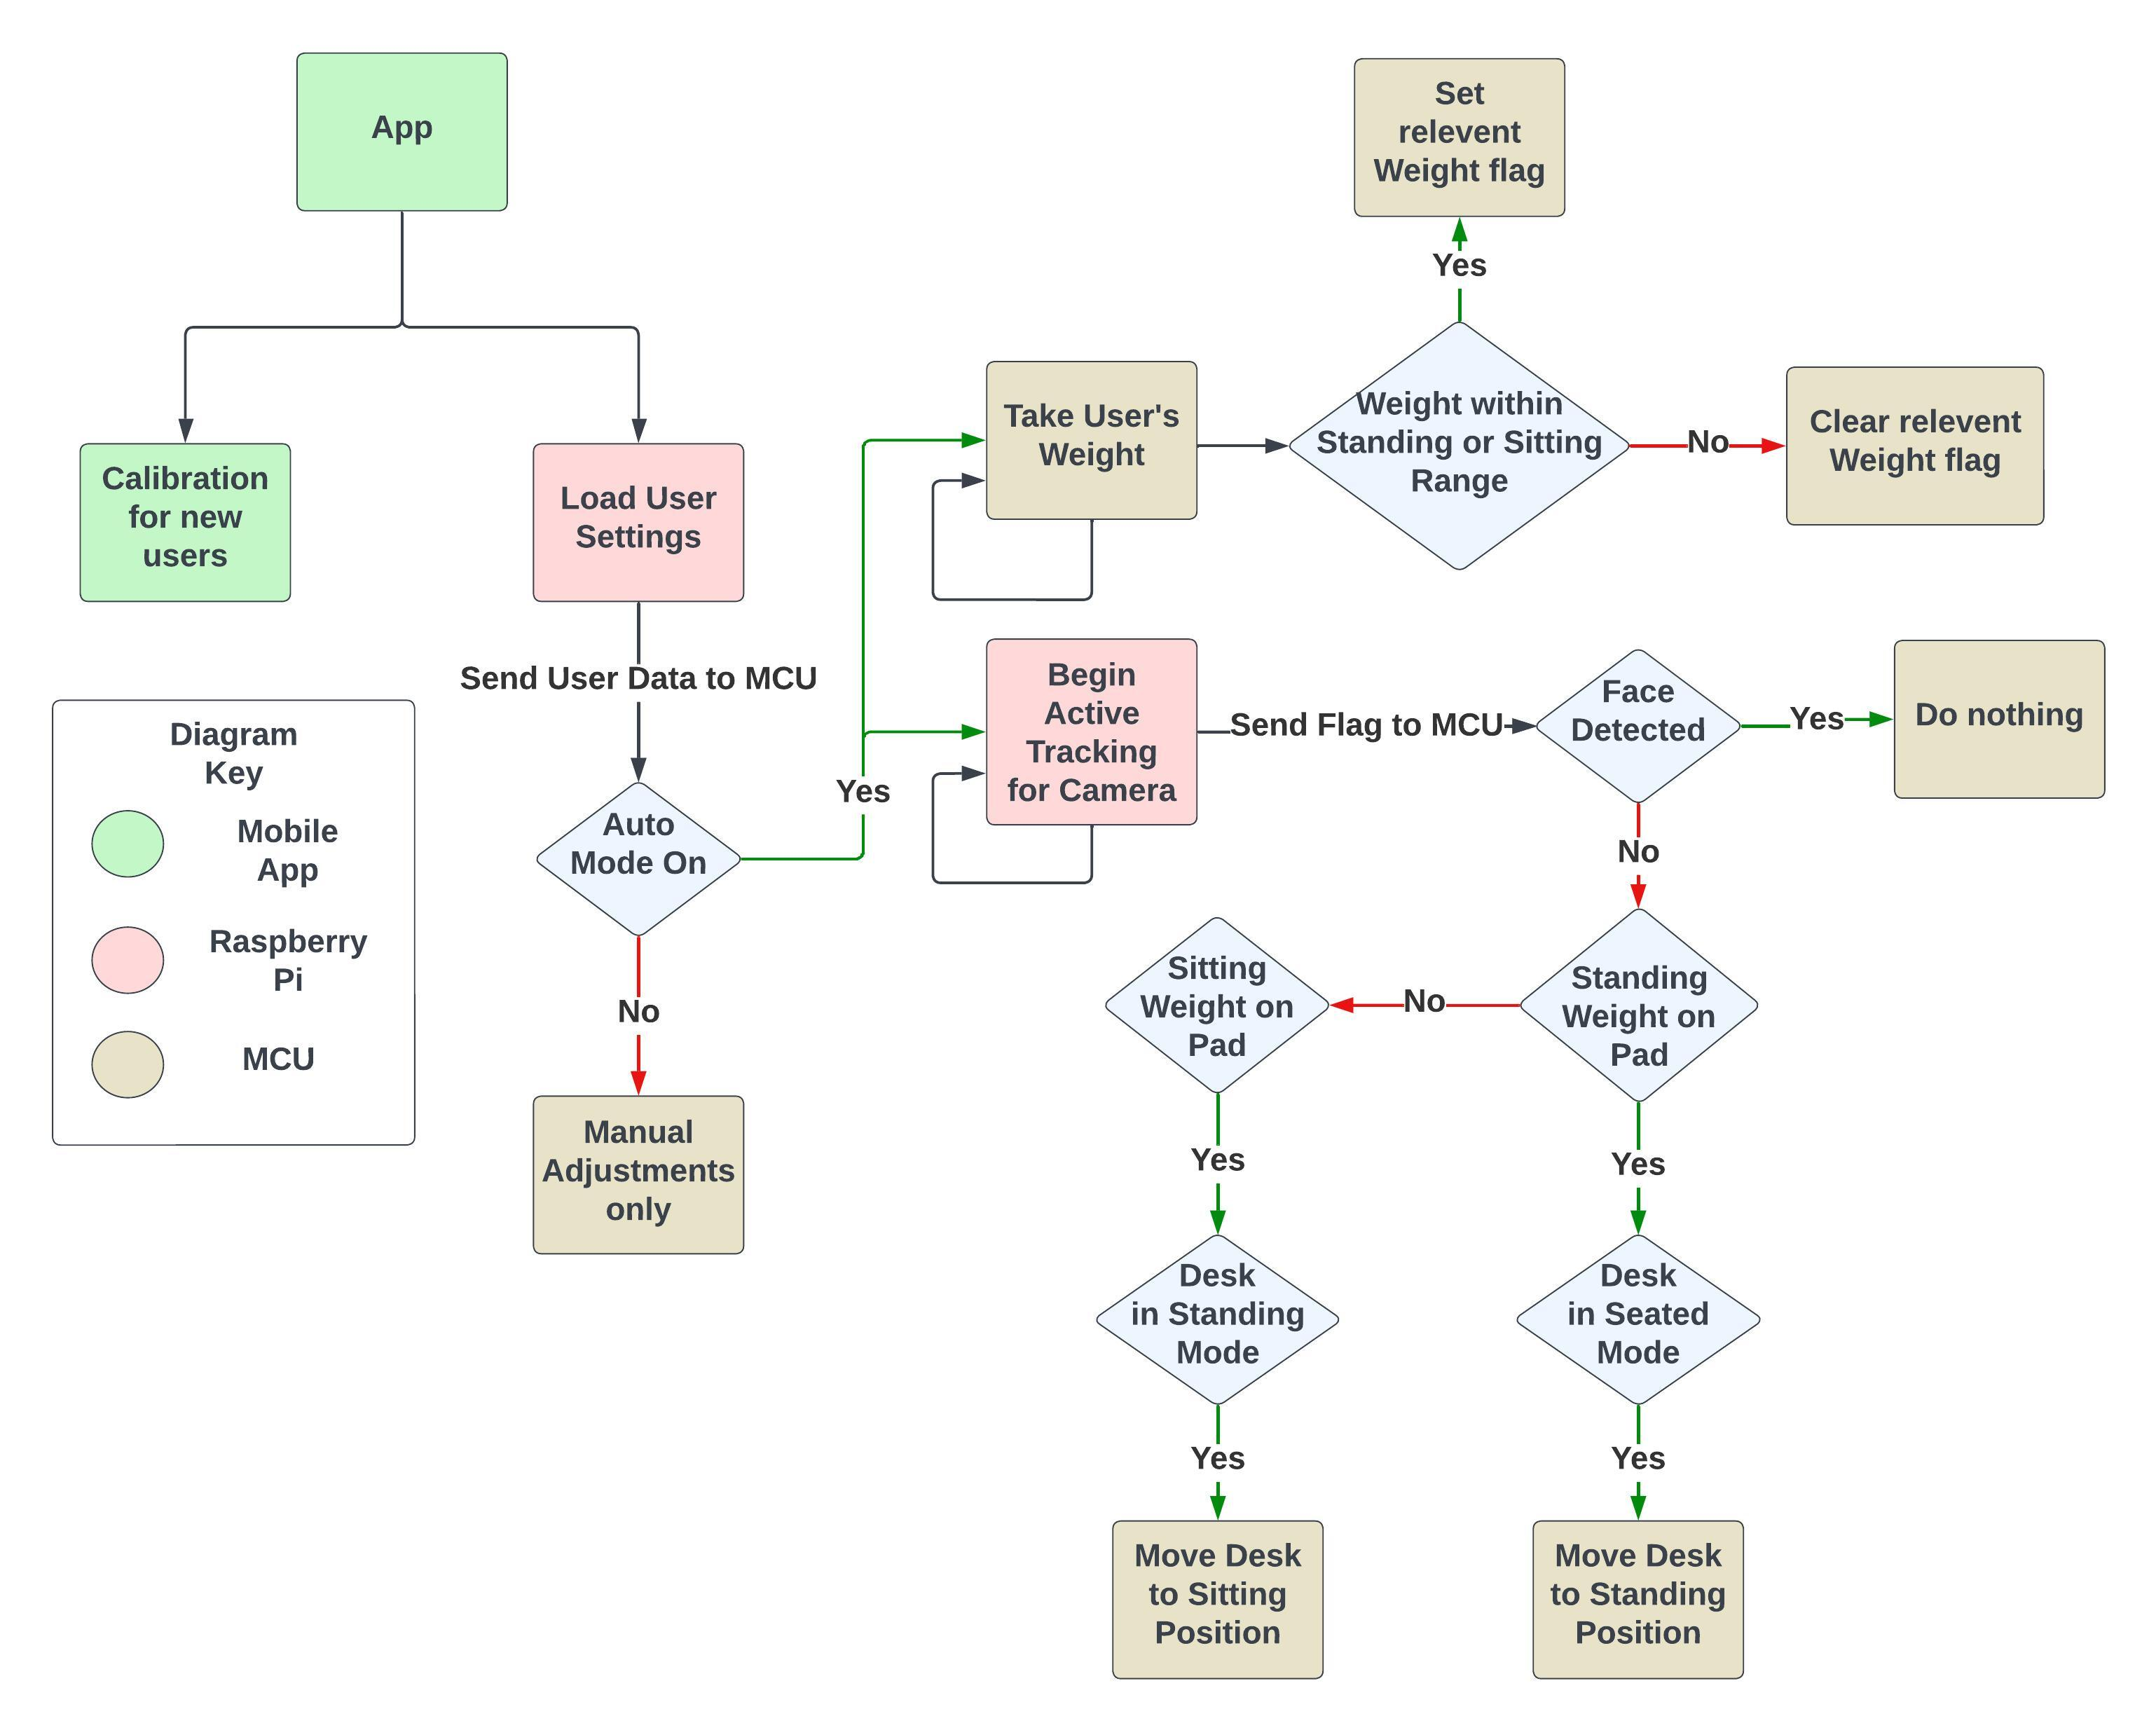 App
Calibration
for new
users
Load User
Settings
Send User Data to MCU
Auto
Mode On
No
Manual
Adjustments
only
Yes
Diagram
Key
Mobile
App
Raspberry
Pi
MCU
Take User's
Weight
Weight within
Standing or Sitting
Range
Yes
Set
relevent
Weight flag
No
Clear relevent
Weight flag
Begin
Active
Tracking
for Camera
Send Flag to MCU
Face
Detected
Yes
Do nothing
No
Standing
Weight on
Pad
No
Sitting
Weight on
Pad
Yes
Desk
in Standing
Mode
Yes
Move Desk
to Sitting
Position
Yes
Desk
in Seated
Mode
Yes
Move Desk
to Standing
Position